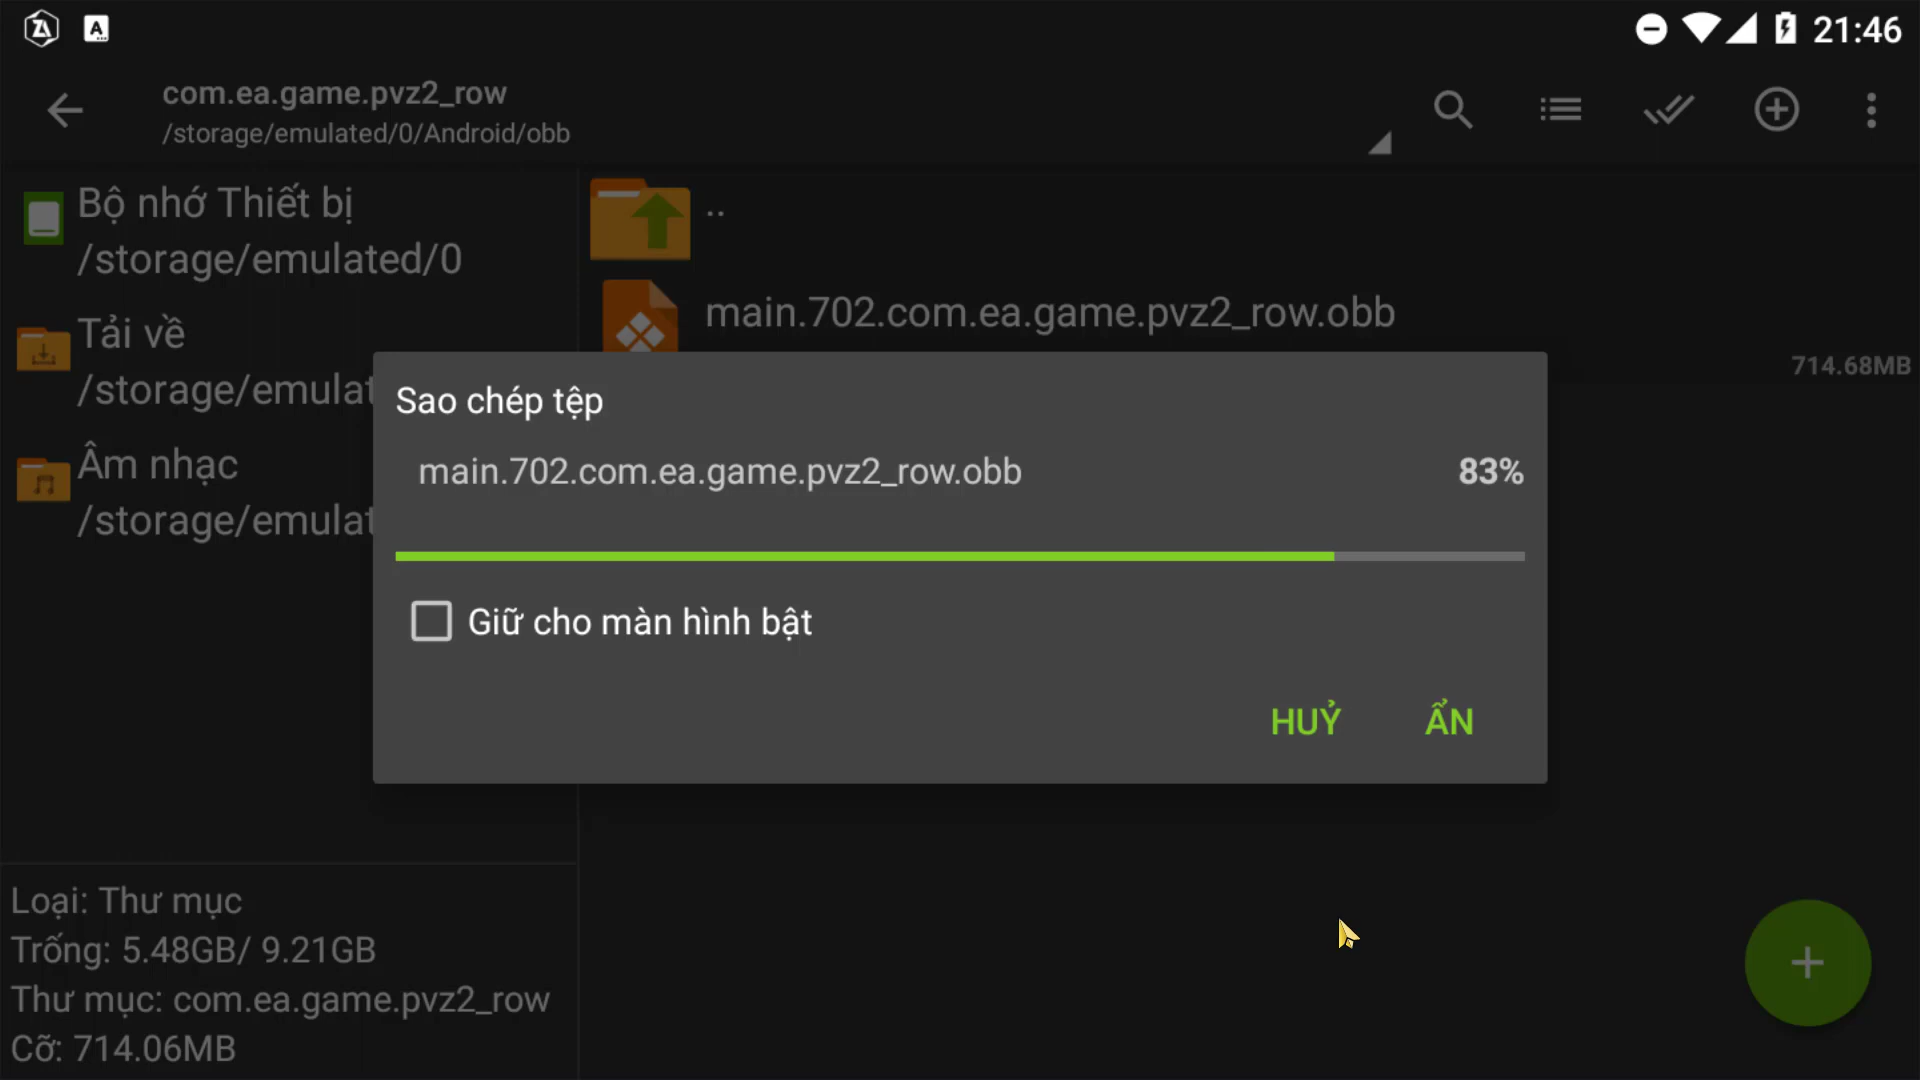 21:46
com.ea.game.pvz2_row
/storage/emulated/0/Android/obb
Bộ nhớ Thiết bị
/storage/emulated/0
Tải về
/storage/emulat
Âm nhạc
/storage/emulat
..
main.702.com.ea.game.pvz2_row.obb
714.68MB
Sao chép tệp
main.702.com.ea.game.pvz2_row.obb 83%
Giữ cho màn hình bật
HUỶ ẨN
Loại: Thư mục
Trống: 5.48GB/ 9.21GB
Thư mục: com.ea.game.pvz2_row
Cỡ: 714.06MB